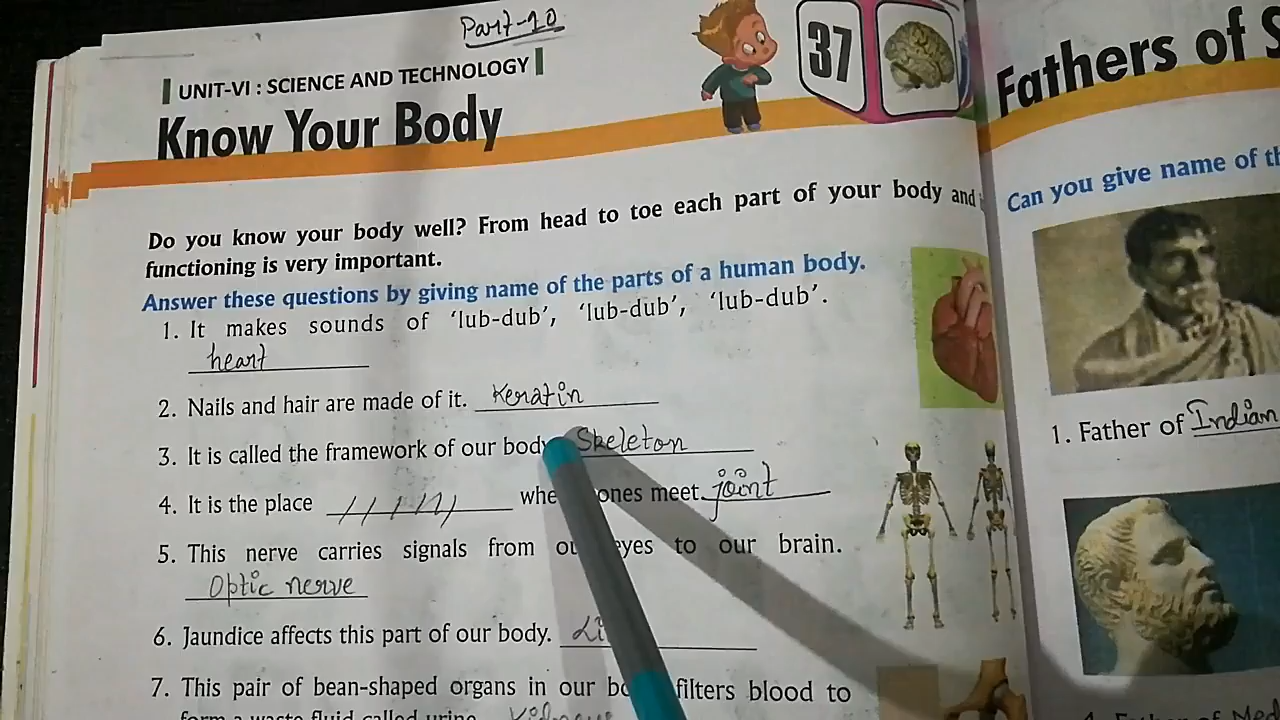 Part-10
UNIT-VI : SCIENCE AND TECHNOLOGY
37
Know Your Body
Do you know your body well? From head to toe each part of your body and
functioning is very important.
Answer these questions by giving name of the parts of a human body.
1. It makes sounds of 'lub-dub', 'lub-dub', 'lub-dub'.
heart
2. Nails and hair are made of it. Keratin
3. It is called the framework of our body Skeleton
4. It is the place whe ones meet. joint
5. This nerve carries signals from ou eyes to our brain.
Optic nerve
6. Jaundice affects this part of our body. Li
7. This pair of bean-shaped organs in our bo filters blood to
form a waste fluid called urine.
Fathers of S
Can you give name of th
1. Father of Indian